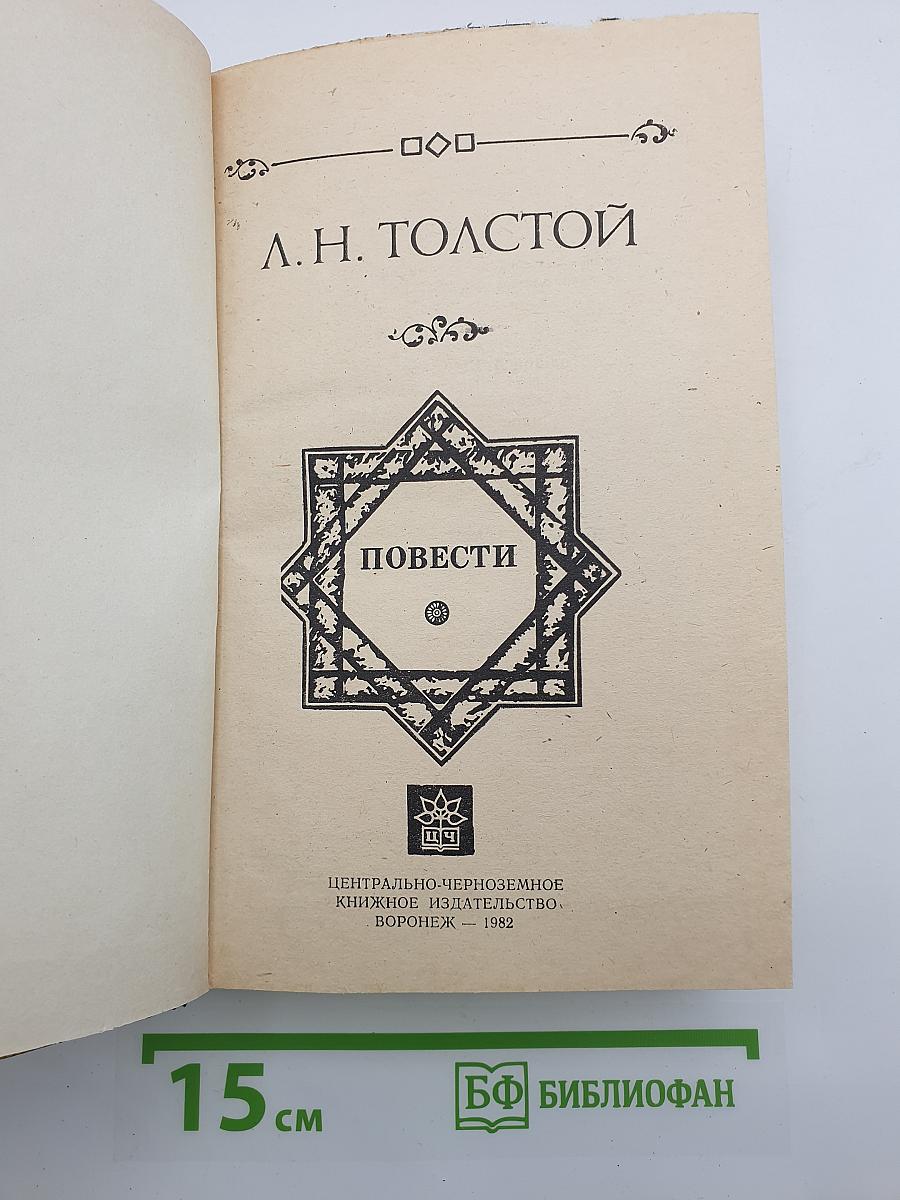 Л. Н. ТОЛСТОЙ
ПОВЕСТИ
ЦЧ
ЦЕНТРАЛЬНО-ЧЕРНОЗЕМНОЕ
КНИЖНОЕ ИЗДАТЕЛЬСТВО
ВОРОНЕЖ — 1982
15 см
БФ БИБЛИОФАН